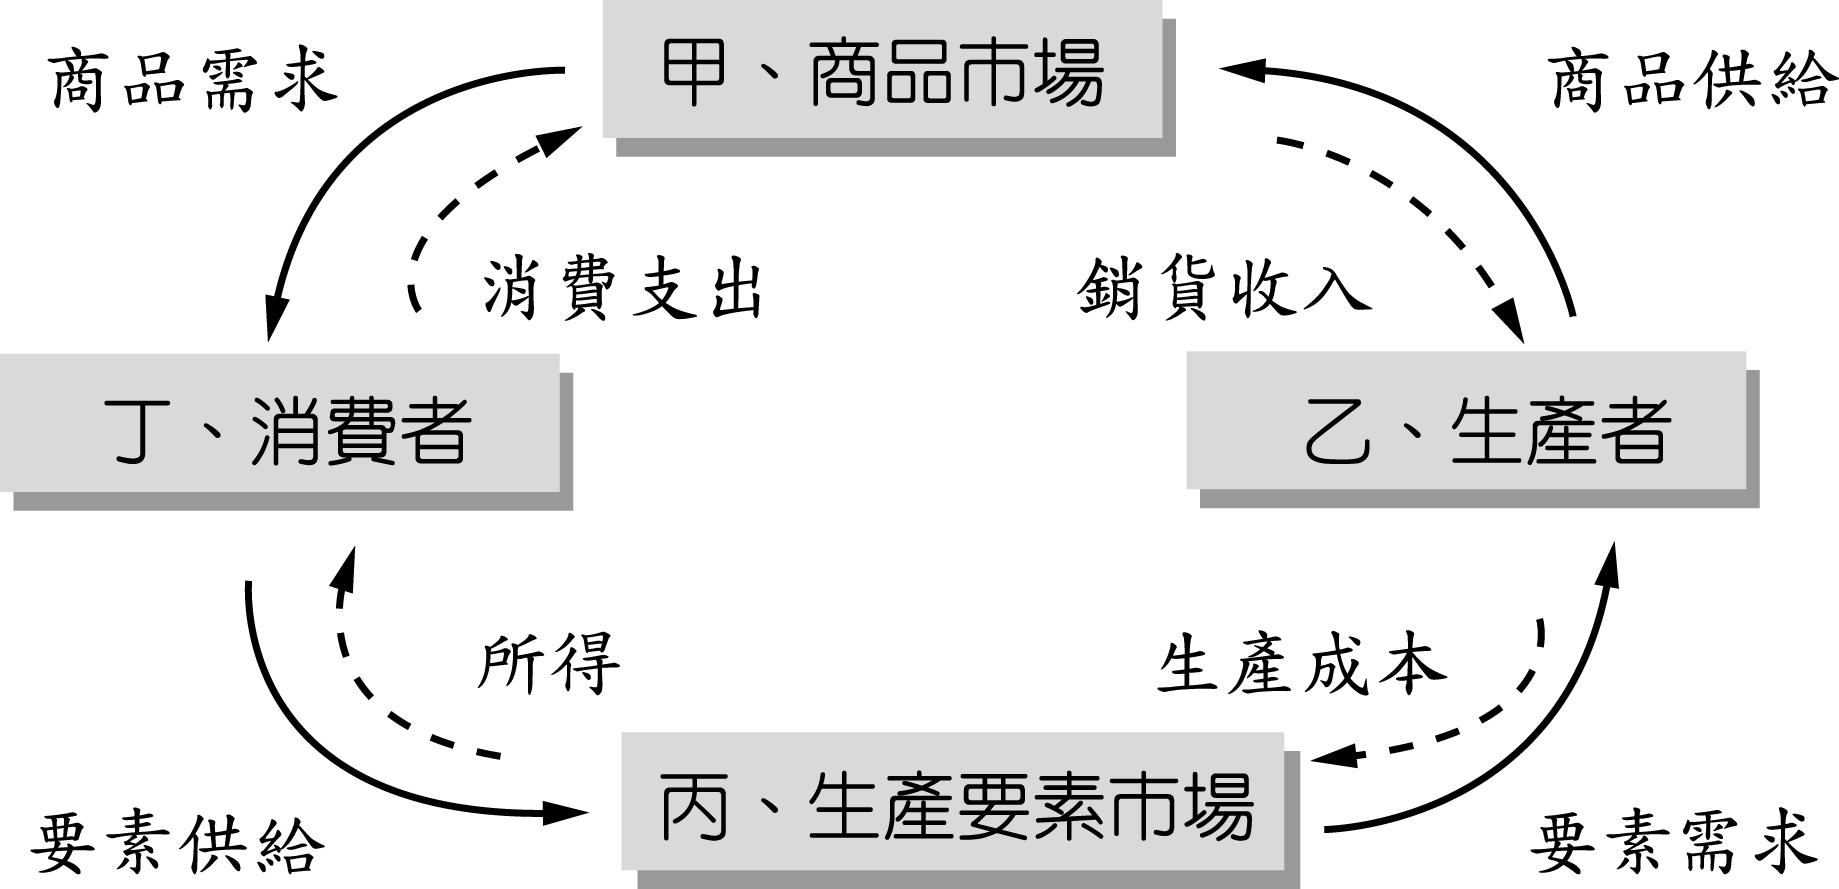 甲、商品市場
商品需求
商品供給
消費支出
銷貨收入
丁、消費者
乙、生產者
所得
生產成本
丙、生產要素市場
要素供給
要素需求